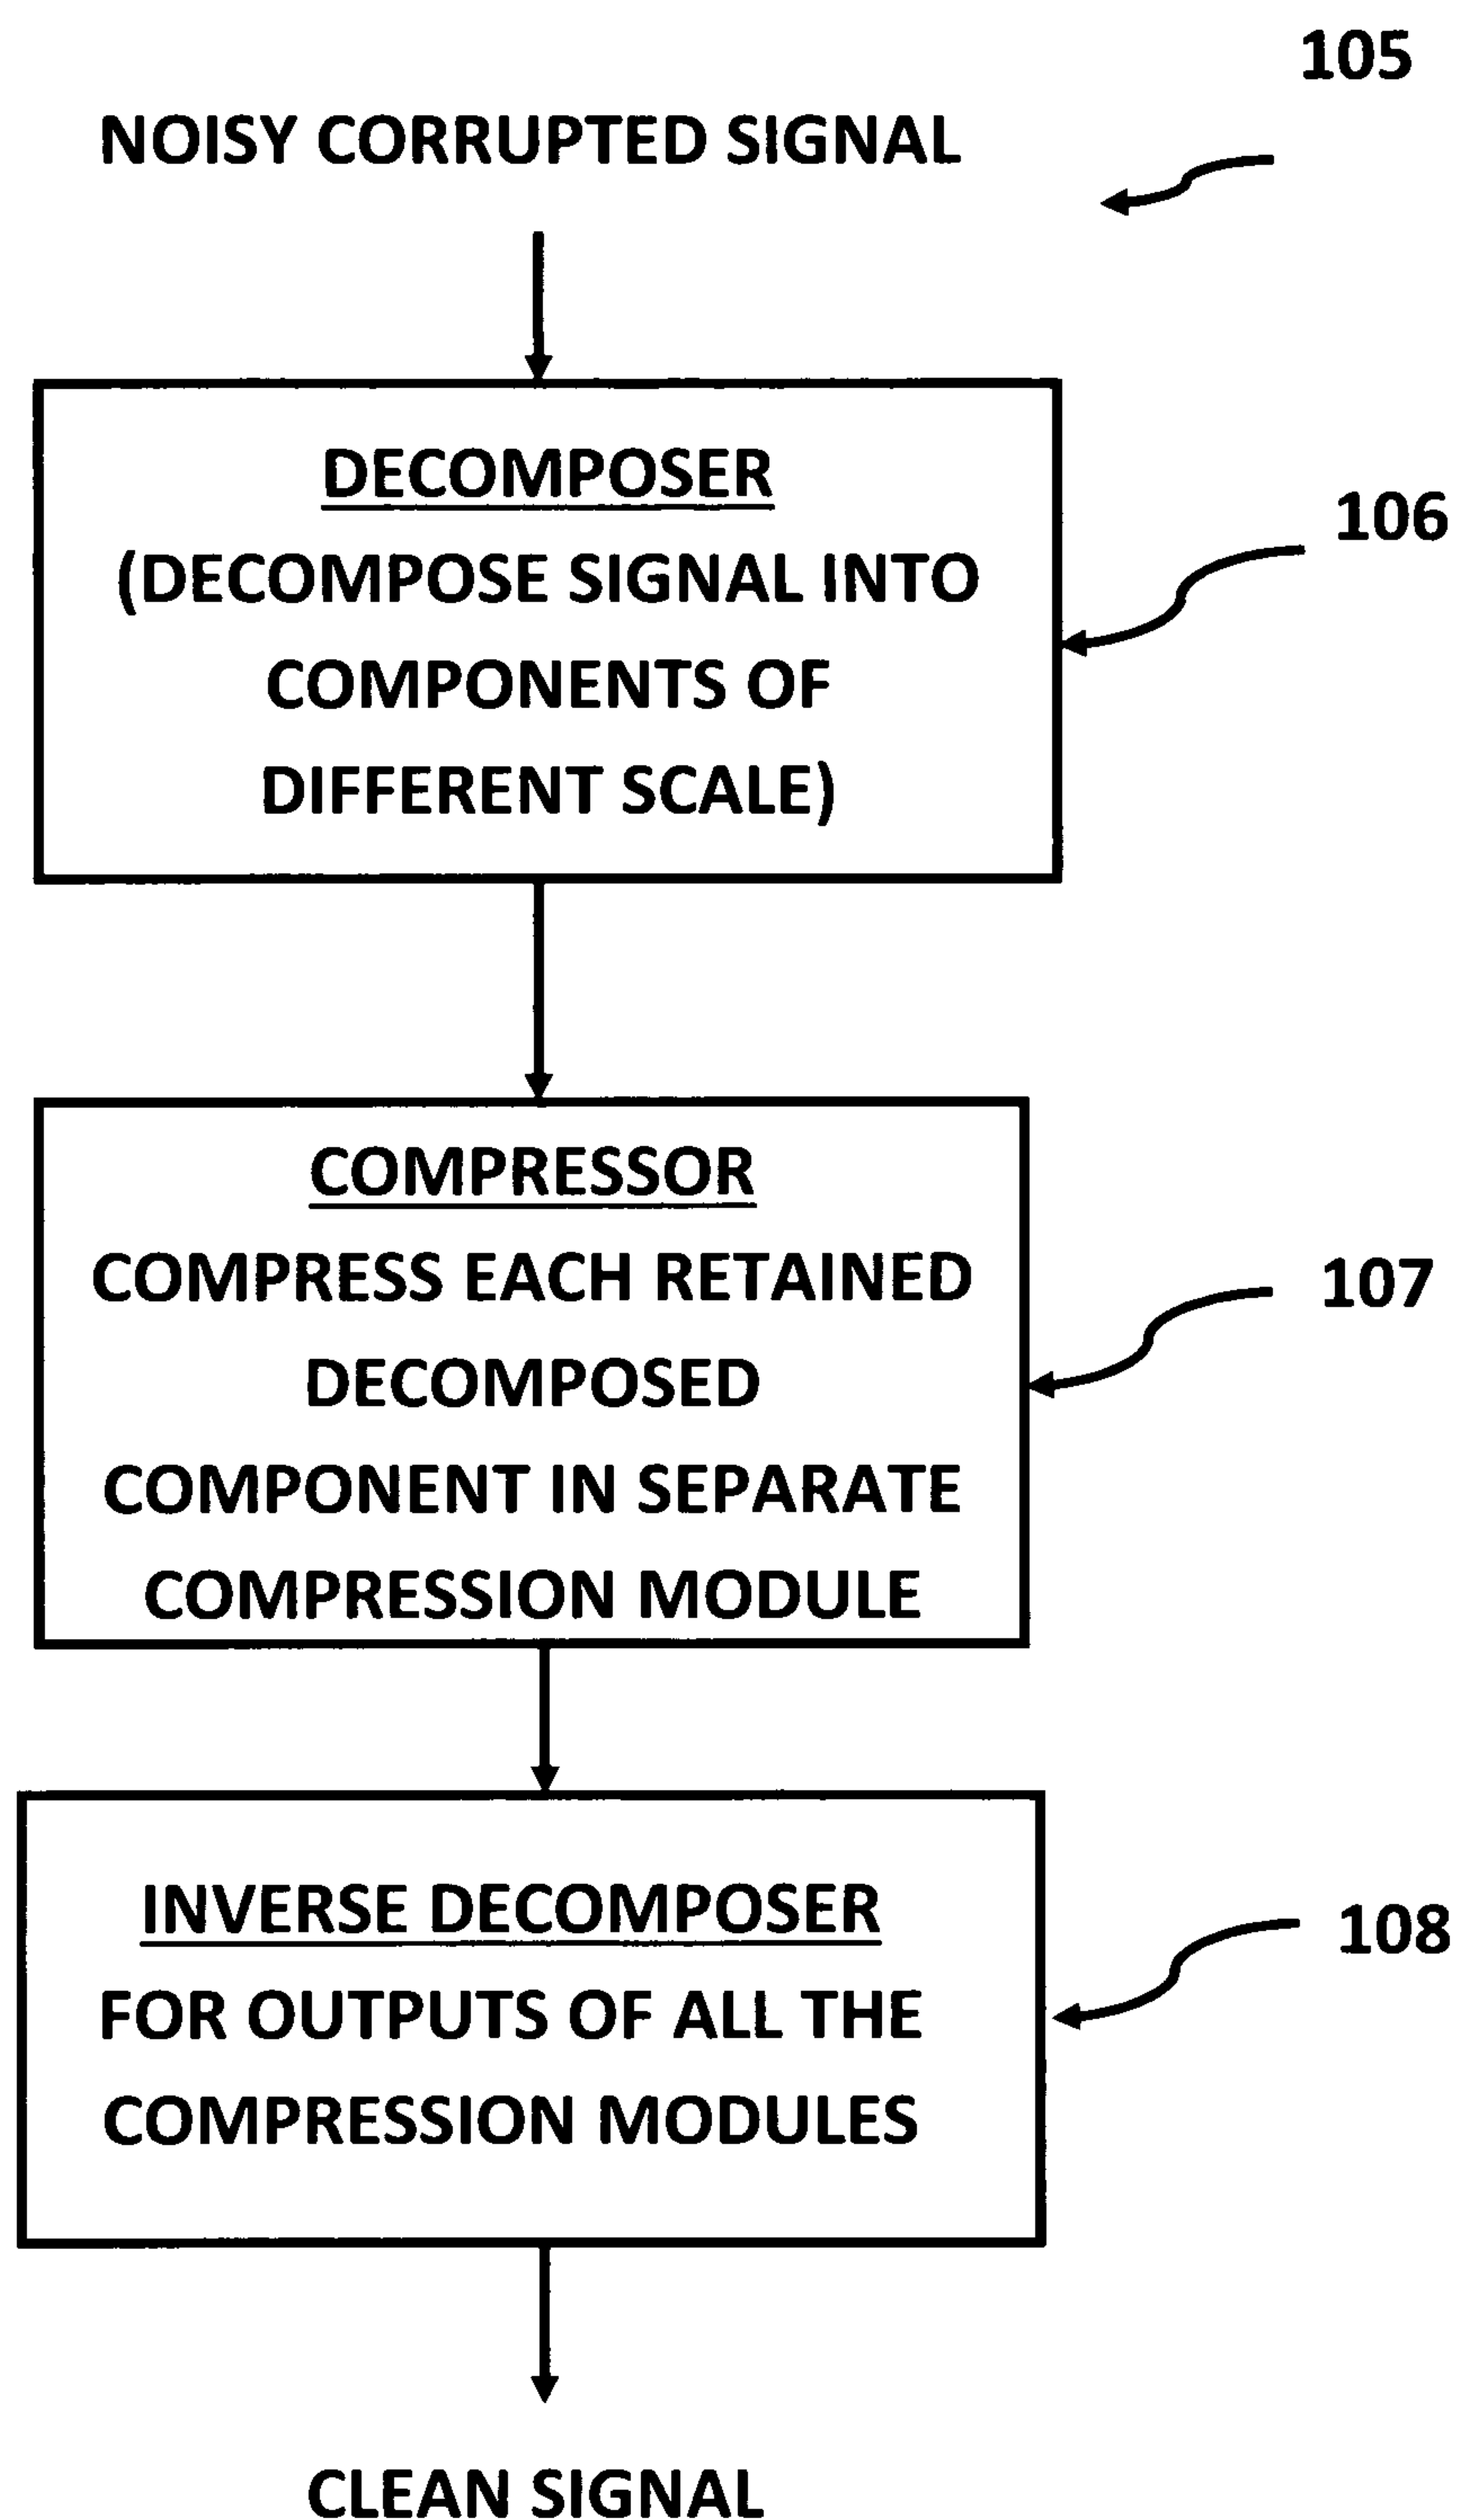 105
NOISY CORRUPTED SIGNAL
DECOMPOSER
(DECOMPOSE SIGNAL INTO
COMPONENTS OF
DIFFERENT SCALE)
106
COMPRESSOR
COMPRESS EACH RETAINED
DECOMPOSED
COMPONENT IN SEPARATE
COMPRESSION MODULE
107
INVERSE DECOMPOSER
FOR OUTPUTS OF ALL THE
COMPRESSION MODULES
108
CLEAN SIGNAL